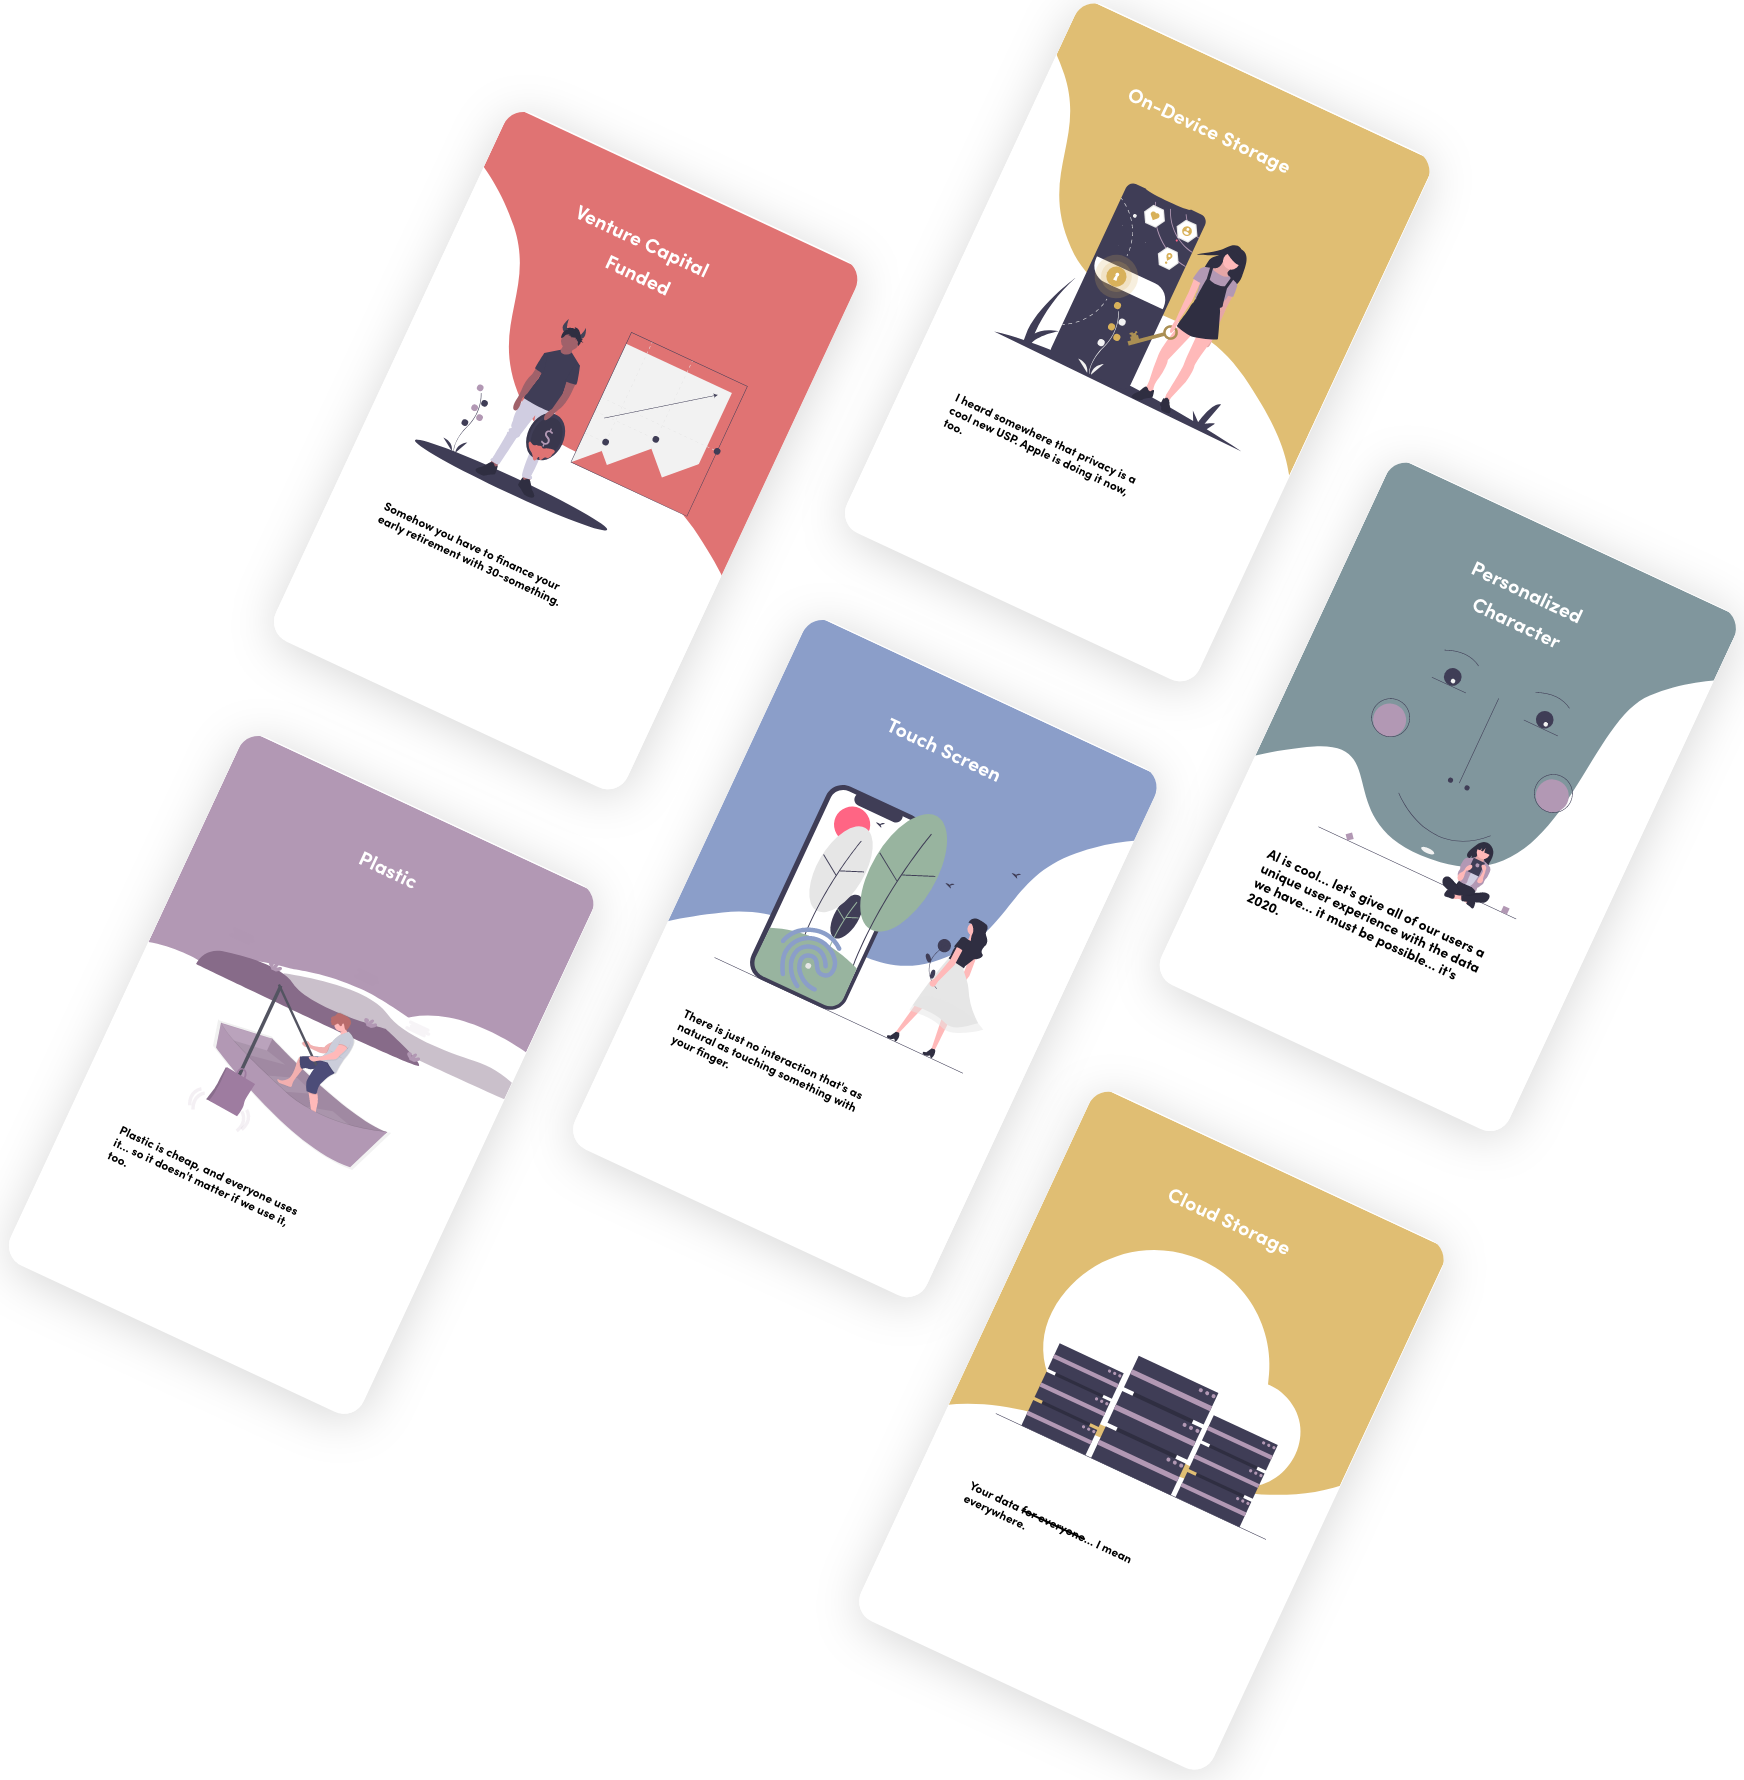 On-Device Storage
I heard somewhere that privacy is a
cool new USP. Apple is doing it now,
too.
Venture Capital
Funded
$
Somehow you have to finance your
early retirement with 30-something.
Personalized
Character
AI is cool... let's give all of our users a
unique user experience with the data
we have... it must be possible... it's
2020.
Touch Screen
There is just no interaction that's as
natural as touching something with
your finger.
Plastic
Plastic is cheap, and everyone uses
it... so it doesn't matter if we use it,
too.
Cloud Storage
Your data for everyone... I mean
everywhere.